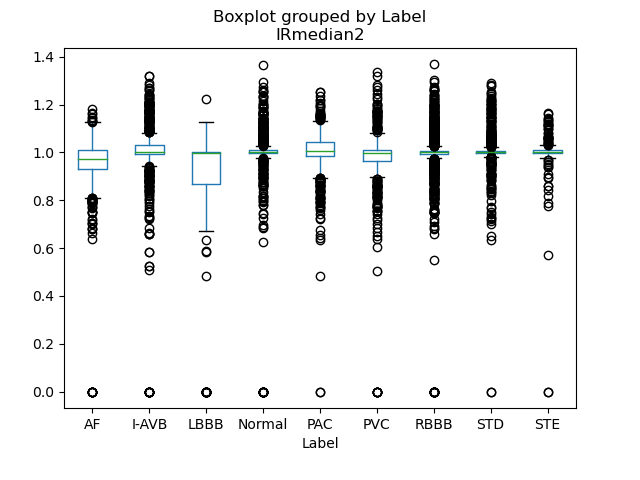 Boxplot grouped by Label
IRmedian2
1.4
1.2
1.0
0.8
0.6
0.4
0.2
0.0
AF I-AVB LBBB Normal PAC PVC RBBB STD STE
Label